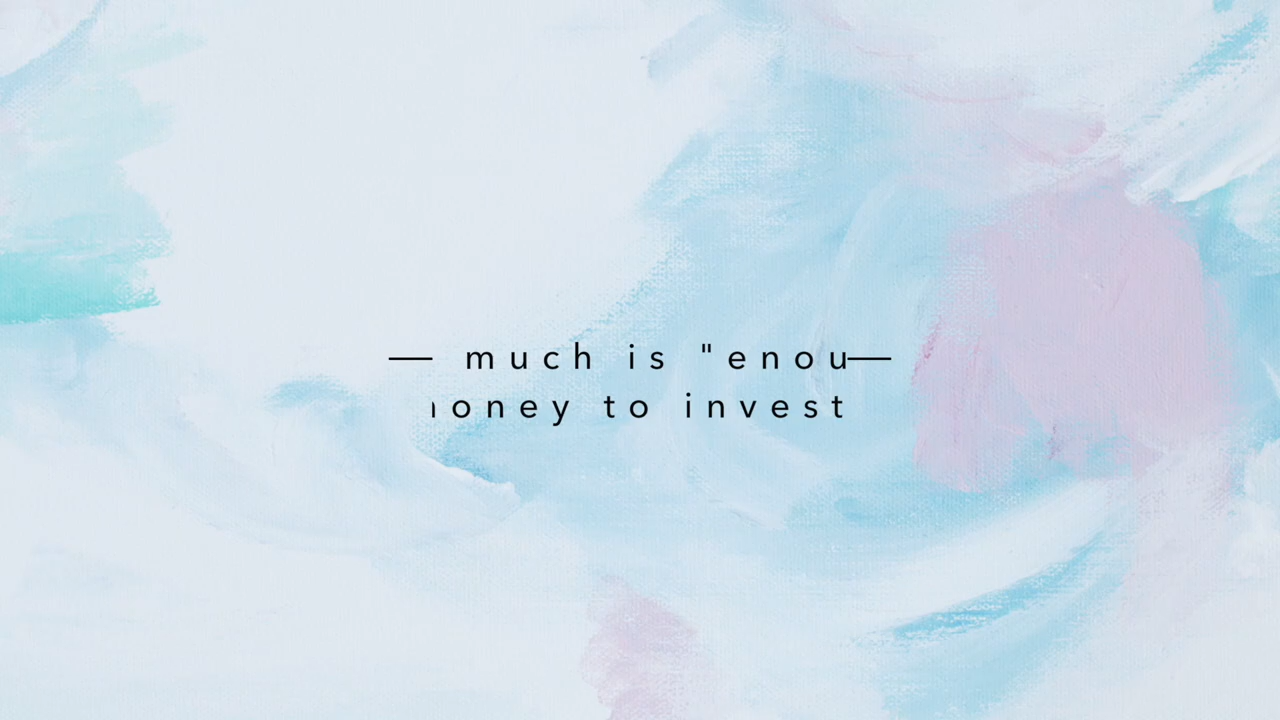 much is "enou
oney to invest